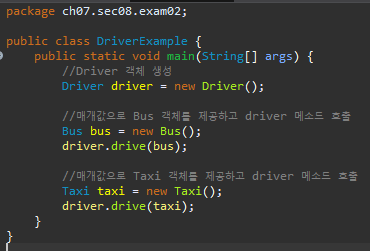 package ch07.sec08.exam02;
public class DriverExample {
public static void main(String[] args) {
//Driver 객체 생성
Driver driver = new Driver();
//매개값으로 Bus 객체를 제공하고 driver 메소드 호출
Bus bus = new Bus();
driver.drive(bus);
//매개값으로 Taxi 객체를 제공하고 driver 메소드 호출
Taxi taxi = new Taxi();
driver.drive(taxi);
}
}